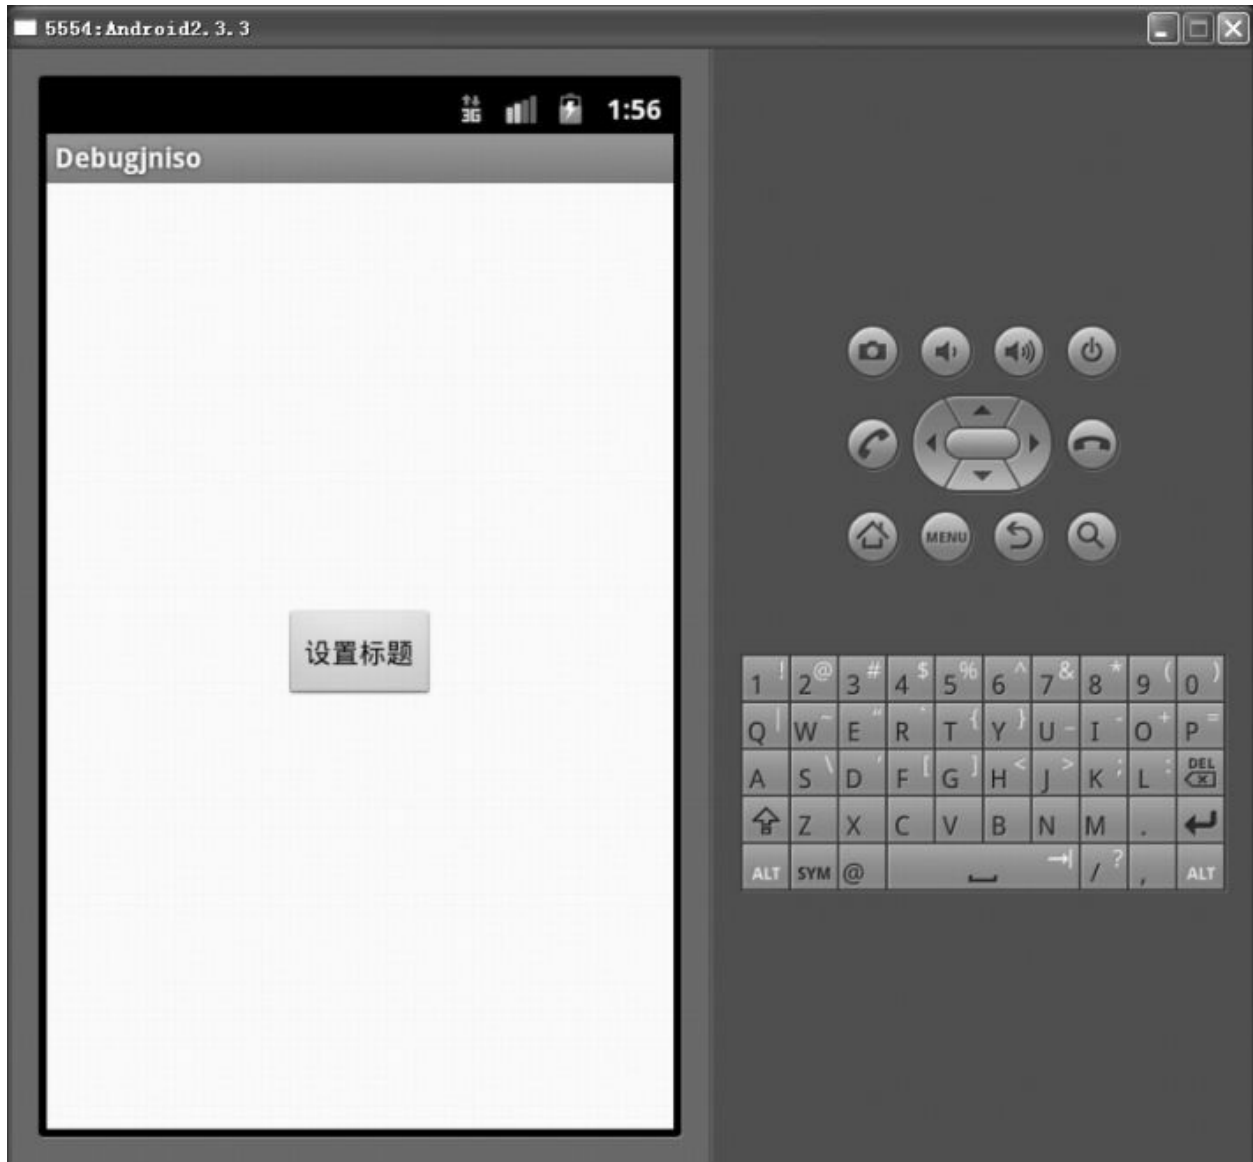 5554:Android2.3.3
3G 1:56
Debugjniso
设置标题
MENU
1 ! 2 @ 3 # 4 $ 5 % 6 ^ 7 & 8 * 9 ( 0 )
Q | W ~ E " R ` T { Y } U _ I - O + P =
A S \ D ' F [ G ] H < J > K ; L : DEL
Z X C V B N M .
ALT SYM @ / ? , ALT